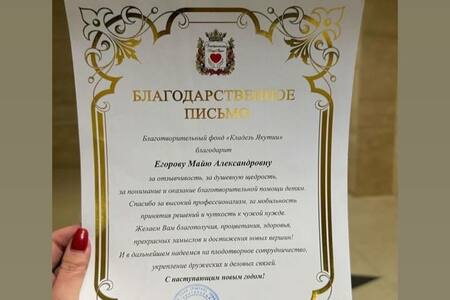 БЛАГОДАРСТВЕННОЕ
ПИСЬМО
Благотворительный фонд «Кладезь Якутии»
благодарит
Егорову Майю Александровну
за отзывчивость, за душевную щедрость,
за понимание и оказание благотворительной помощи детям.
Спасибо за высокий профессионализм, за мобильность
принятия решений и чуткость к чужой нужде.
Желаем Вам благополучия, процветания, здоровья,
прекрасных замыслов и достижения новых вершин!
И в дальнейшем надеемся на плодотворное сотрудничество,
укрепление дружеских и деловых связей.
С наступающим новым годом!